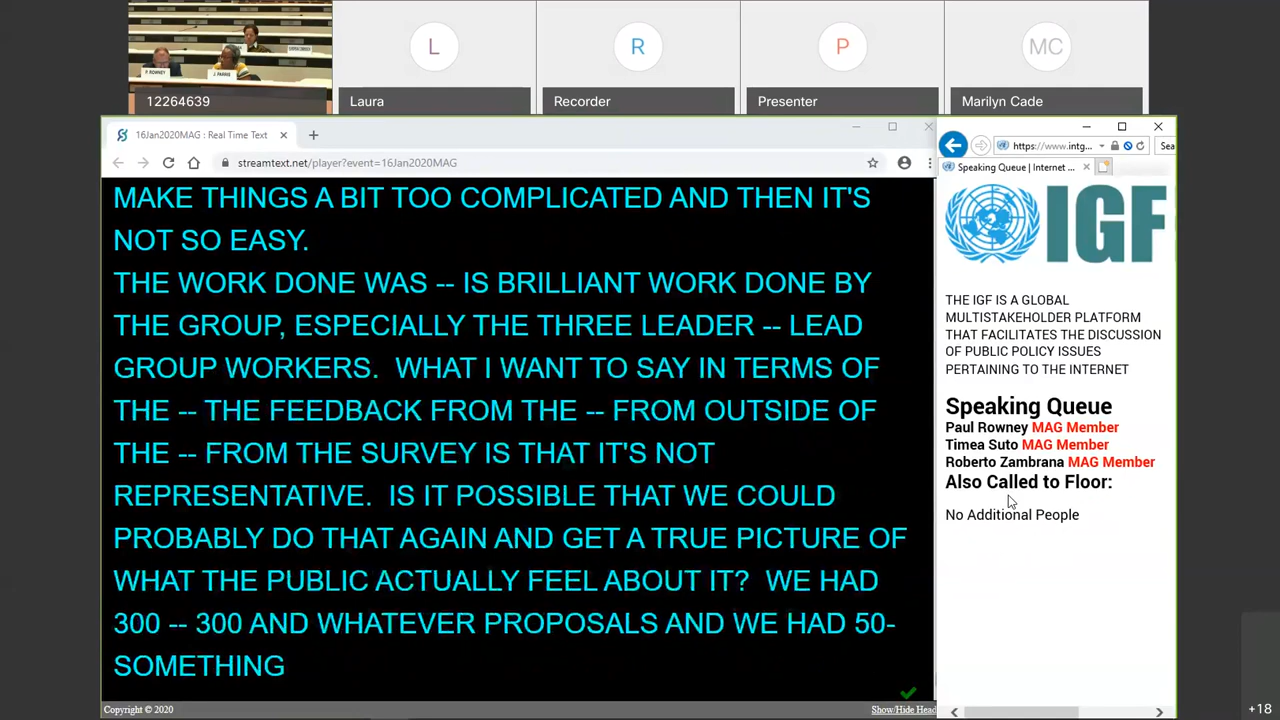 L
R
P
MC
P. ROWNEY
J. PARRIS
12264639
Laura
Recorder
Presenter
Marilyn Cade
16Jan2020MAG : Real Time Text
streamtext.net/player?event=16Jan2020MAG
MAKE THINGS A BIT TOO COMPLICATED AND THEN IT'S
NOT SO EASY.
THE WORK DONE WAS -- IS BRILLIANT WORK DONE BY
THE GROUP, ESPECIALLY THE THREE LEADER -- LEAD
GROUP WORKERS.  WHAT I WANT TO SAY IN TERMS OF
THE -- THE FEEDBACK FROM THE -- FROM OUTSIDE OF
THE -- FROM THE SURVEY IS THAT IT'S NOT
REPRESENTATIVE.  IS IT POSSIBLE THAT WE COULD
PROBABLY DO THAT AGAIN AND GET A TRUE PICTURE OF
WHAT THE PUBLIC ACTUALLY FEEL ABOUT IT?  WE HAD
300 -- 300 AND WHATEVER PROPOSALS AND WE HAD 50-
SOMETHING
Copyright © 2020
Show/Hide Head
https://www.intg...
Sea
Speaking Queue | Internet ...
IGF
THE IGF IS A GLOBAL
MULTISTAKEHOLDER PLATFORM
THAT FACILITATES THE DISCUSSION
OF PUBLIC POLICY ISSUES
PERTAINING TO THE INTERNET
Speaking Queue
Paul Rowney MAG Member
Timea Suto MAG Member
Roberto Zambrana MAG Member
Also Called to Floor:
No Additional People
+18